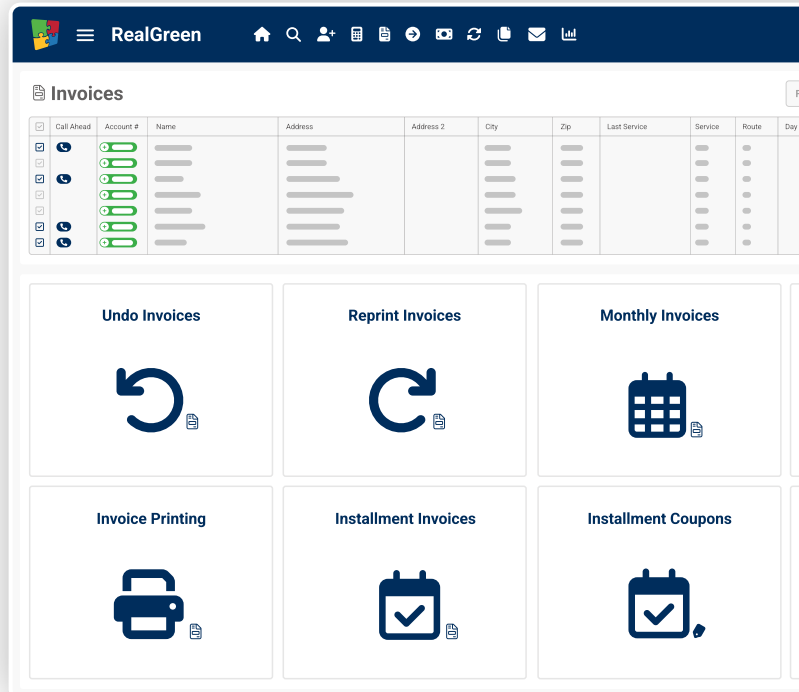 RealGreen
Invoices
Call Ahead Account # Name Address Address 2 City Zip Last Service Service Route Day
Undo Invoices Reprint Invoices Monthly Invoices
Invoice Printing Installment Invoices Installment Coupons